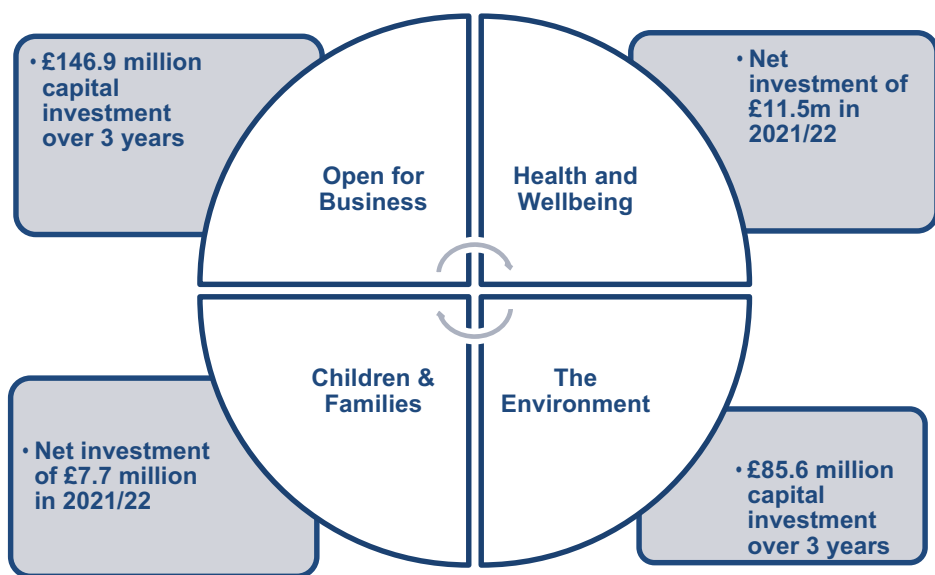 • £146.9 million
capital
investment
over 3 years
Open for
Business
Health and
Wellbeing
• Net
investment of
£11.5m in
2021/22
• Net investment
of £7.7 million
in 2021/22
Children &
Families
The
Environment
• £85.6 million
capital
investment
over 3 years